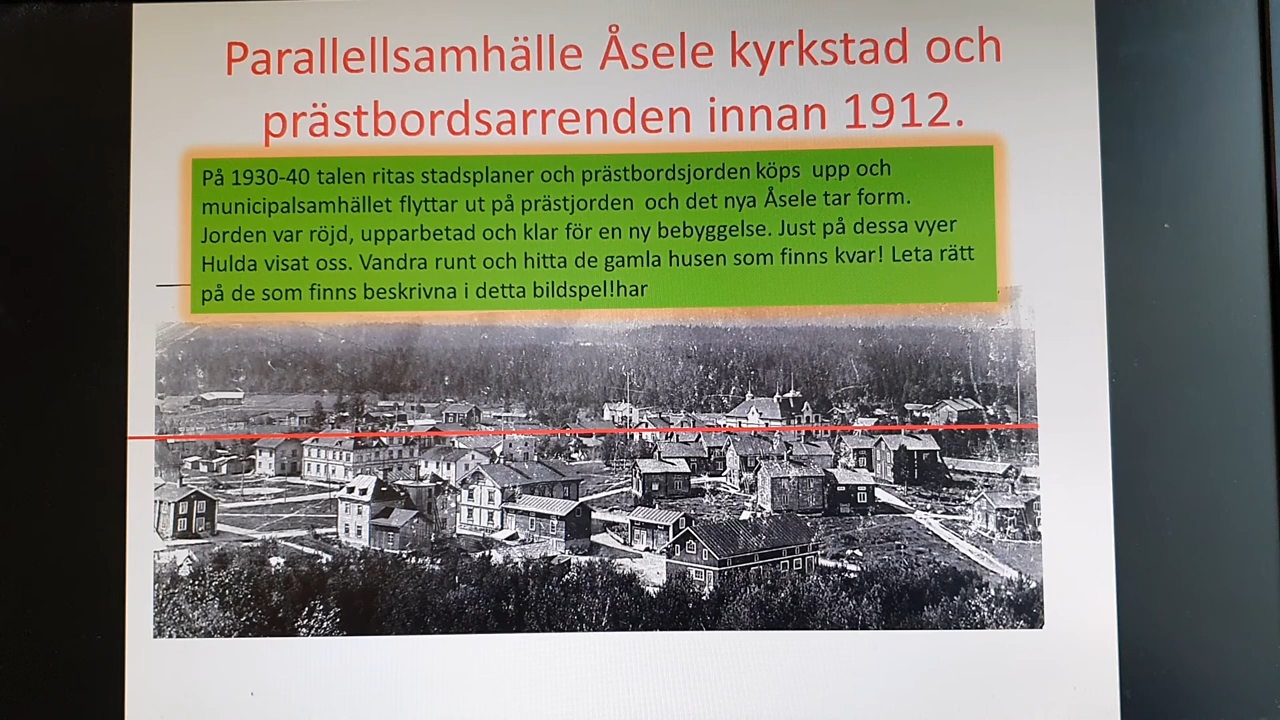 Parallellsamhälle Åsele kyrkstad och
prästbordsarrenden innan 1912.
På 1930-40 talen ritas stadsplaner och prästbordsjorden köps upp och
municipalsamhället flyttar ut på prästjorden och det nya Åsele tar form.
Jorden var röjd, upparbetad och klar för en ny bebyggelse. Just på dessa vyer
Hulda visat oss. Vandra runt och hitta de gamla husen som finns kvar! Leta rätt
på de som finns beskrivna i detta bildspel!har